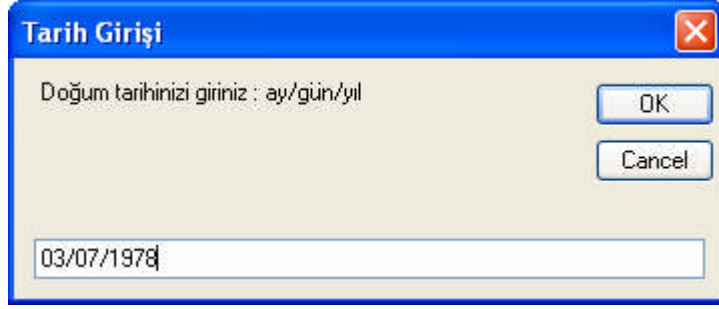 Tarih Girişi
Doğum tarihinizi giriniz : ay/gün/yıl
OK
Cancel
03/07/1978